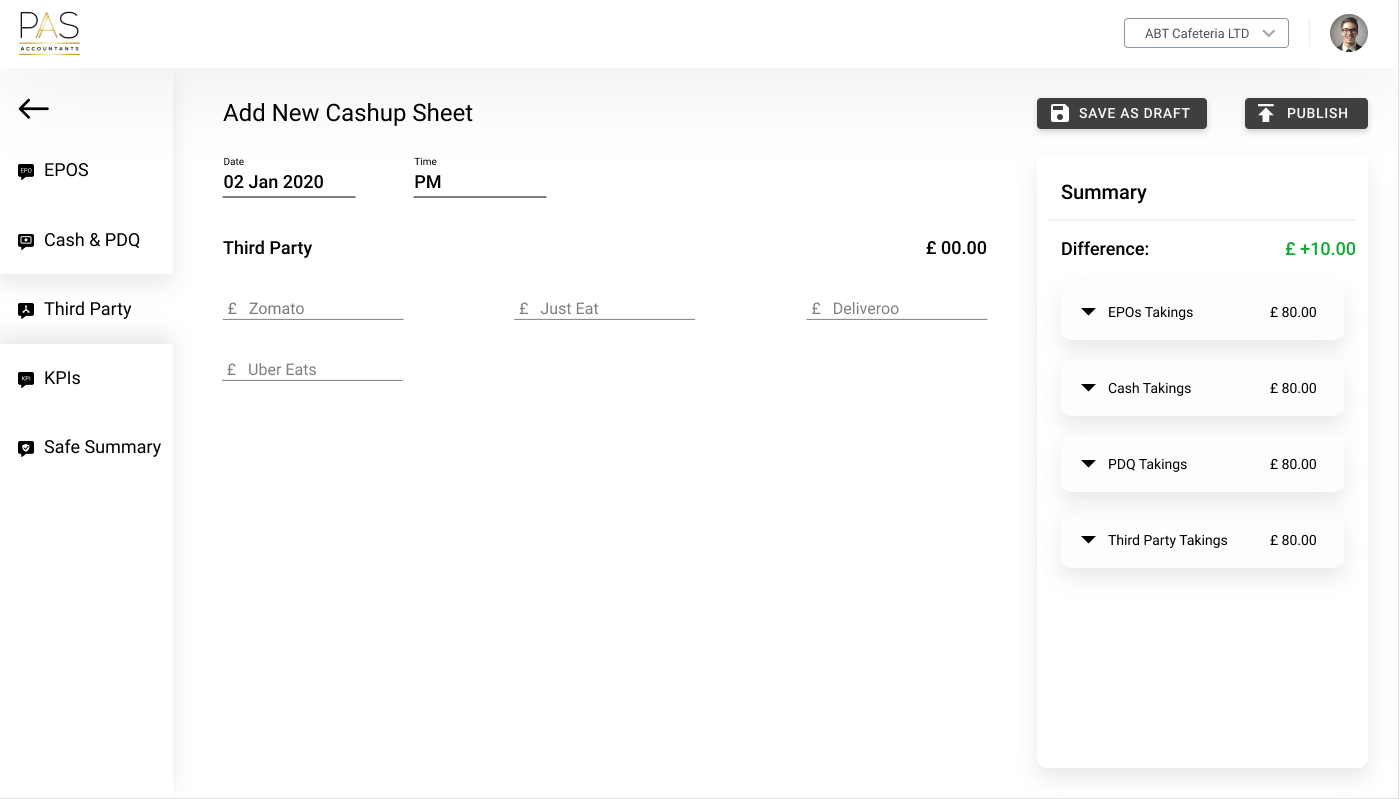 PAS
ACCOUNTANTS
ABT Cafeteria LTD
Add New Cashup Sheet
SAVE AS DRAFT
PUBLISH
EPO
EPOS
Cash & PDQ
Third Party
KPI
KPIs
Safe Summary
Date
02 Jan 2020
Time
PM
Third Party
£ 00.00
£ Zomato
£ Just Eat
£ Deliveroo
£ Uber Eats
Summary
Difference:
£ +10.00
EPOs Takings
£ 80.00
Cash Takings
£ 80.00
PDQ Takings
£ 80.00
Third Party Takings
£ 80.00